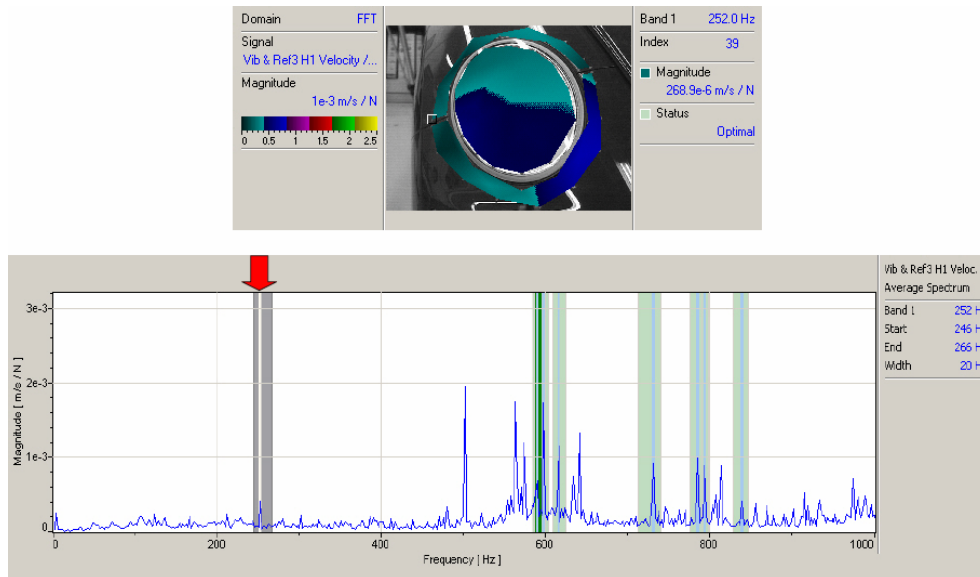 Domain FFT
Signal
Vib & Ref3 H1 Velocity /...
Magnitude
1e-3 m/s / N
0 0.5 1 1.5 2 2.5
Band 1 252.0 Hz
Index 39
Magnitude
268.9e-6 m/s / N
Status
Optimal
Magnitude [ m/s / N ]
3e-3
2e-3
1e-3
0
0 200 400 600 800 1000
Frequency [ Hz ]
Vib & Ref3 H1 Veloc.
Average Spectrum
Band 1 252 H
Start 246 H
End 266 H
Width 20 H